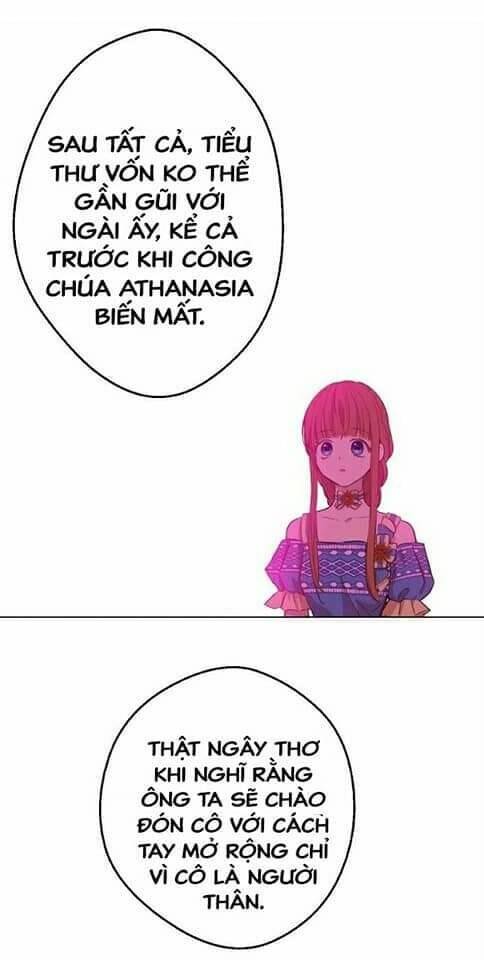 SAU TẤT CẢ, TIỂU
THƯ VỐN KO THỂ
GẦN GŨI VỚI
NGÀI ẤY, KỂ CẢ
TRƯỚC KHI CÔNG
CHÚA ATHANASIA
BIẾN MẤT.
THẬT NGÂY THƠ
KHI NGHĨ RẰNG
ÔNG TA SẼ CHÀO
ĐÓN CÔ VỚI CÁCH
TAY MỞ RỘNG CHỈ
VÌ CÔ LÀ NGƯỜI
THÂN.